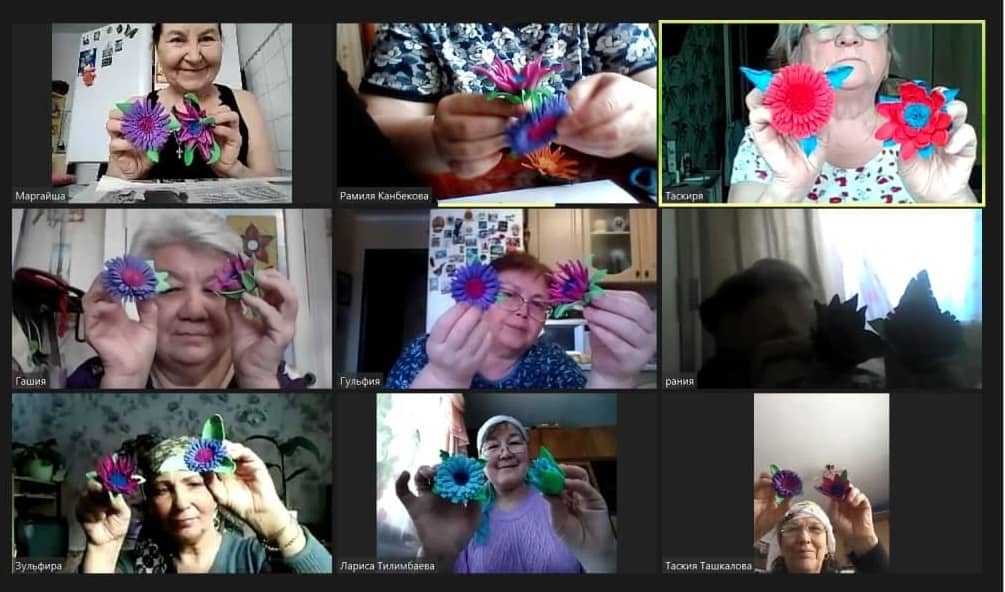 Маргайша
Рамиля Канбекова
Таскиря
Гашия
Гульфия
рания
Зульфира
Лариса Тилимбаева
Таския Ташкалова